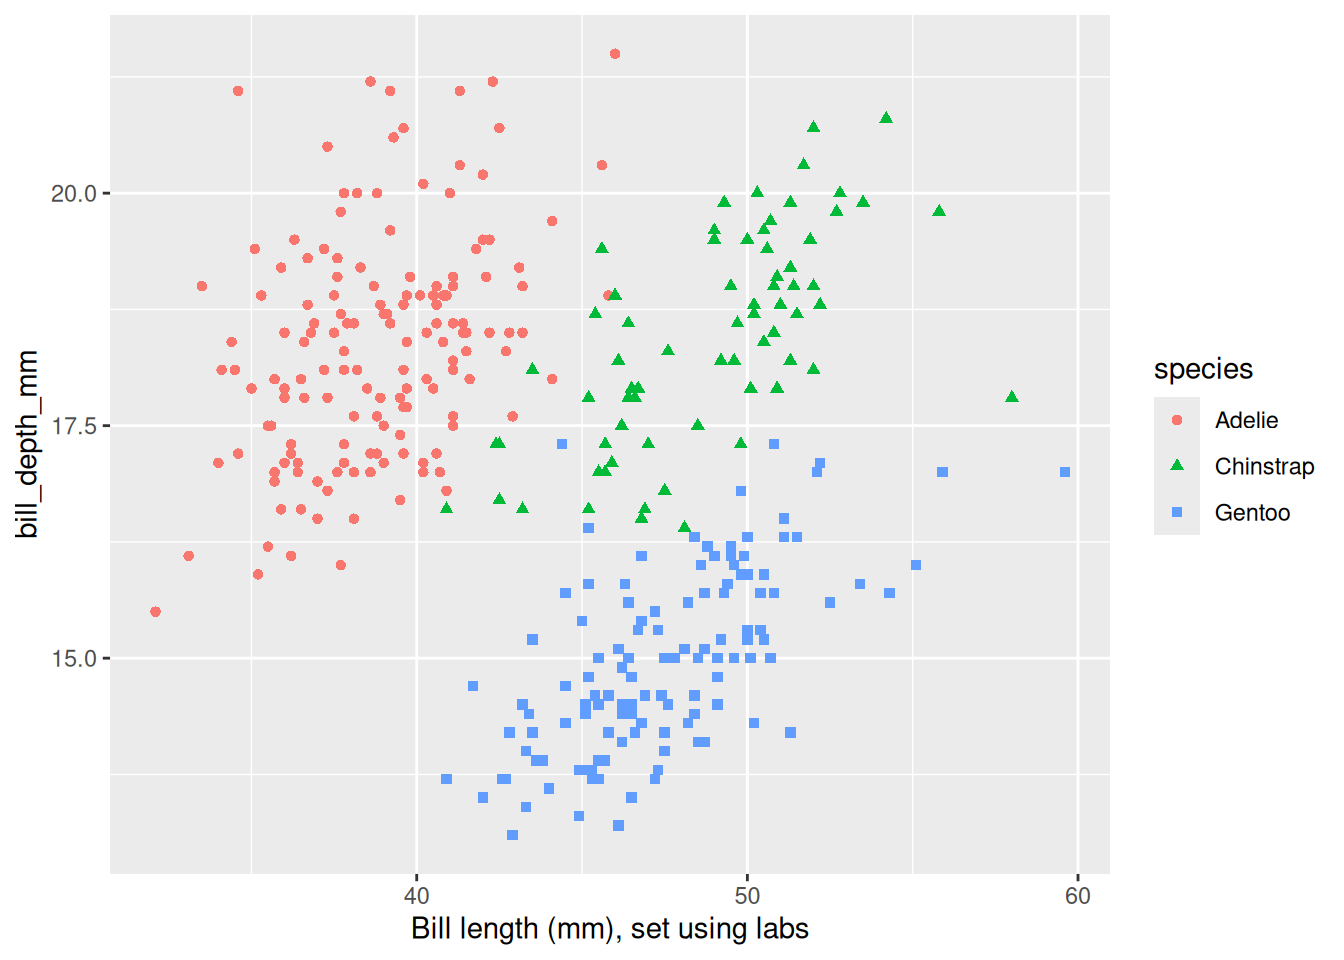 20.0
17.5
15.0
bill_depth_mm
40 50 60
Bill length (mm), set using labs
species
Adelie
Chinstrap
Gentoo